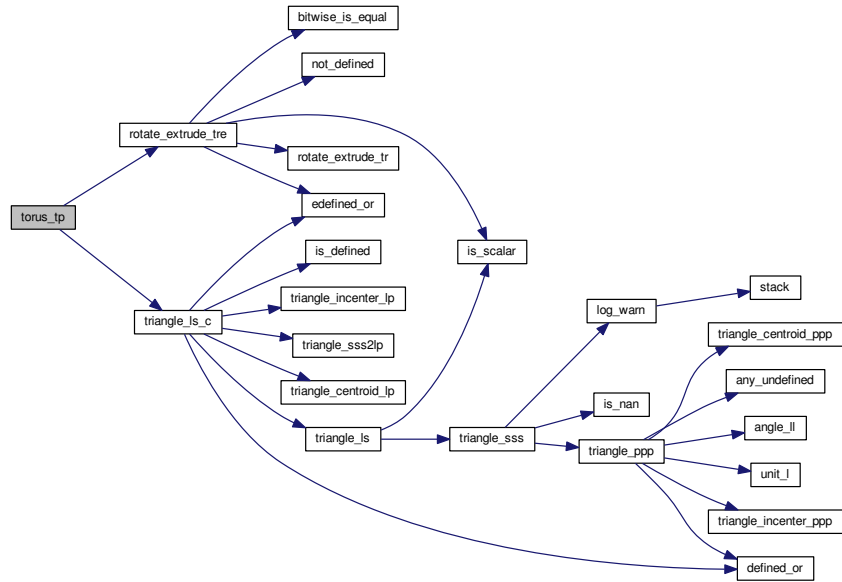 bitwise_is_equal
not_defined
rotate_extrude_tre
rotate_extrude_tr
edefined_or
torus_tp
is_defined
is_scalar
triangle_incenter_lp
triangle_ls_c
triangle_sss2lp
triangle_centroid_lp
triangle_ls
log_warn
stack
triangle_centroid_ppp
any_undefined
is_nan
triangle_sss
triangle_ppp
angle_ll
unit_l
triangle_incenter_ppp
defined_or